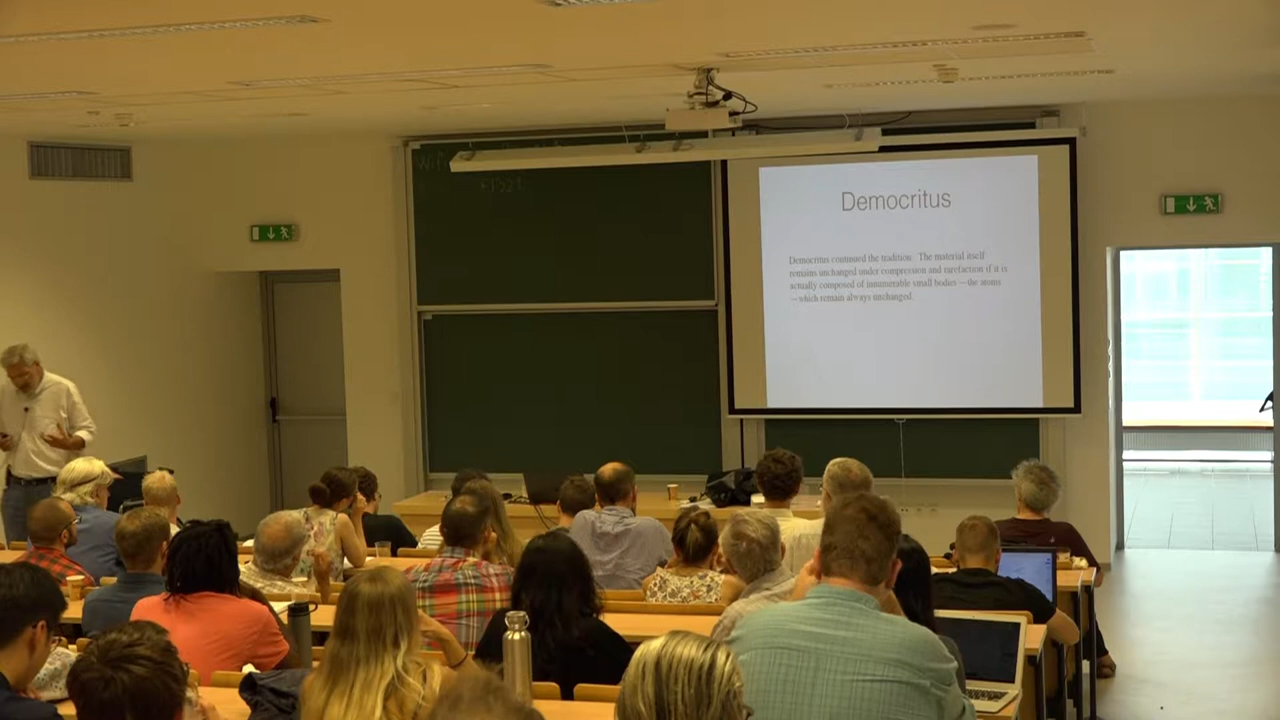 Democritus
Democritus continued the tradition. The material itself
remains unchanged under compression and rarefaction if it is
actually composed of innumerable small bodies —the atoms
—which remain always unchanged.